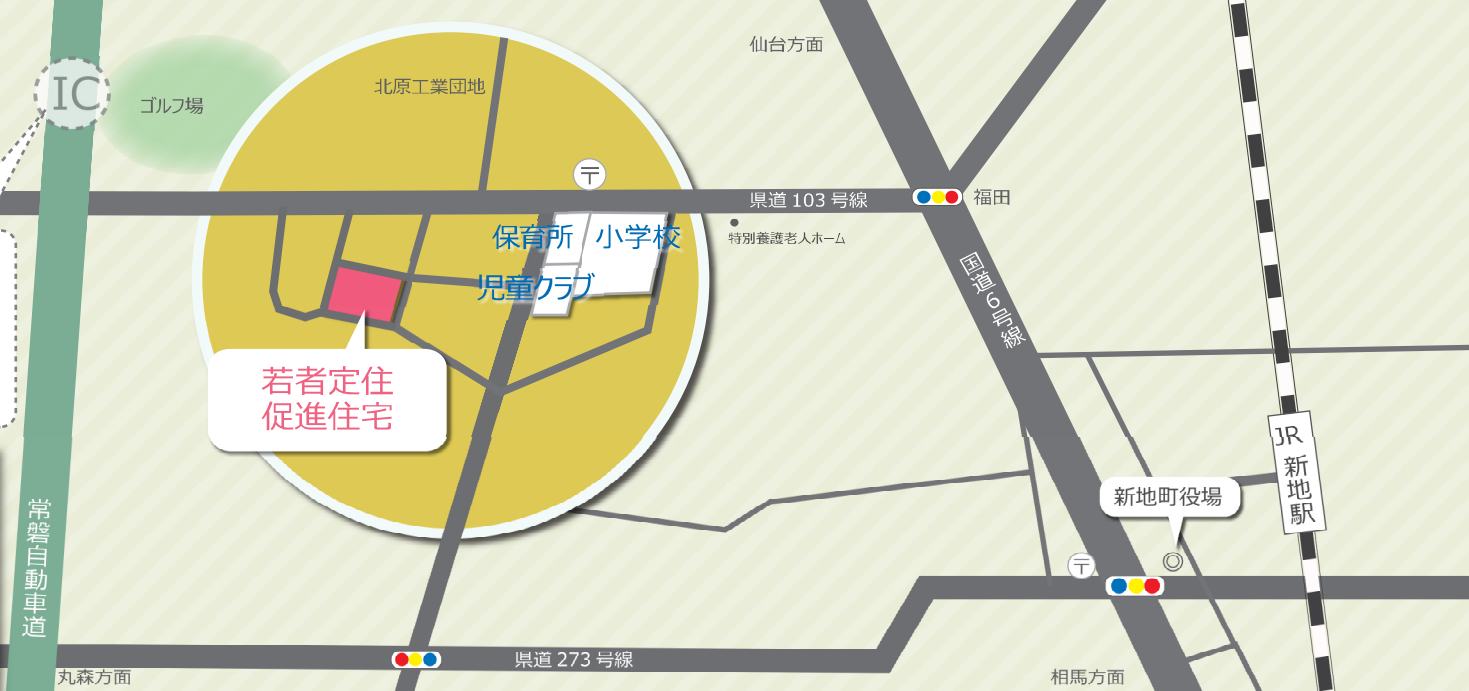 仙台方面
北原工業団地
IC
ゴルフ場
〒
県道 103 号線
福田
保育所
小学校
特別養護老人ホーム
児童クラブ
国道6号線
若者定住
促進住宅
JR
新地駅
新地町役場
常磐自動車道
〒
◎
県道 273 号線
丸森方面
相馬方面